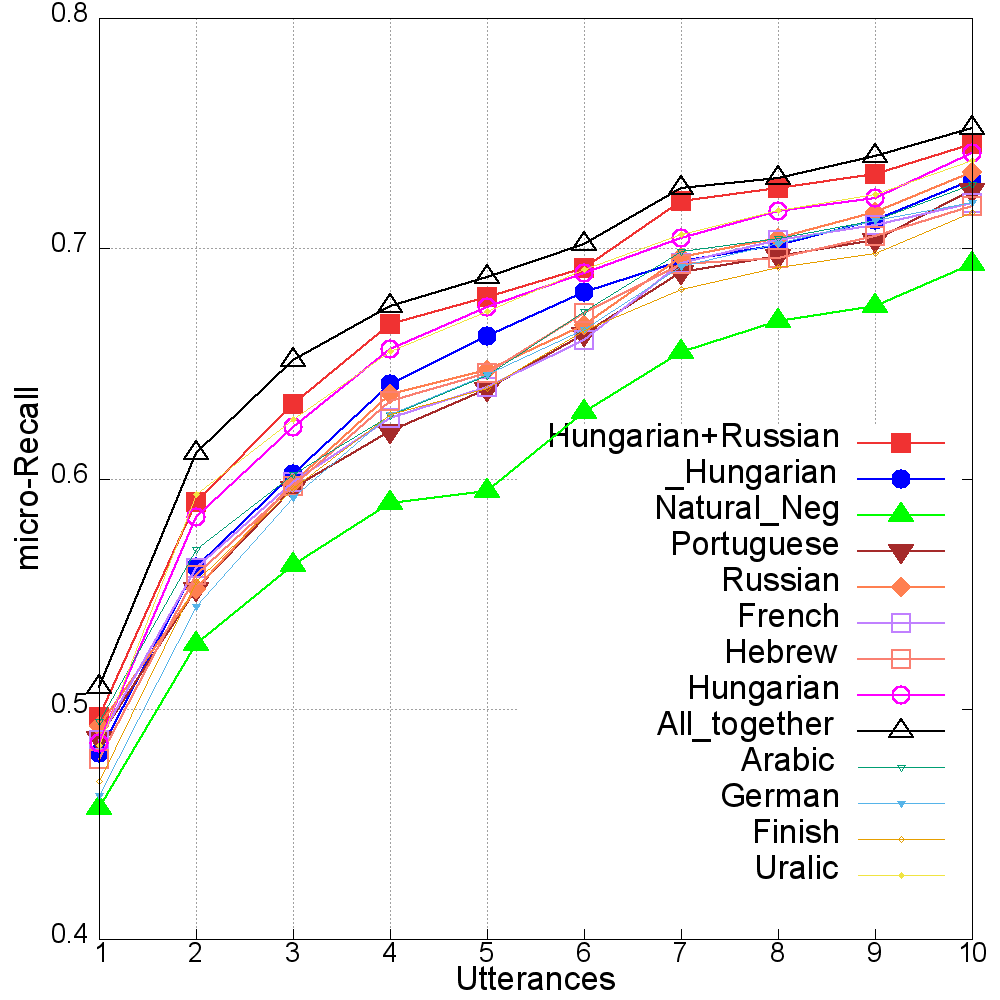 0.8
0.7
0.6
0.5
0.4
micro-Recall
Hungarian+Russian
_Hungarian
Natural_Neg
Portuguese
Russian
French
Hebrew
Hungarian
All_together
Arabic
German
Finish
Uralic
1 2 3 4 5 6 7 8 9 10
Utterances